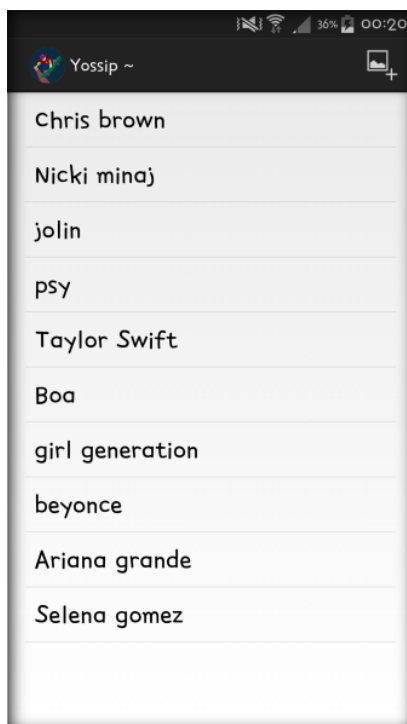 36% 00:20
Yossip ~
Chris brown
Nicki minaj
jolin
psy
Taylor Swift
Boa
girl generation
beyonce
Ariana grande
Selena gomez